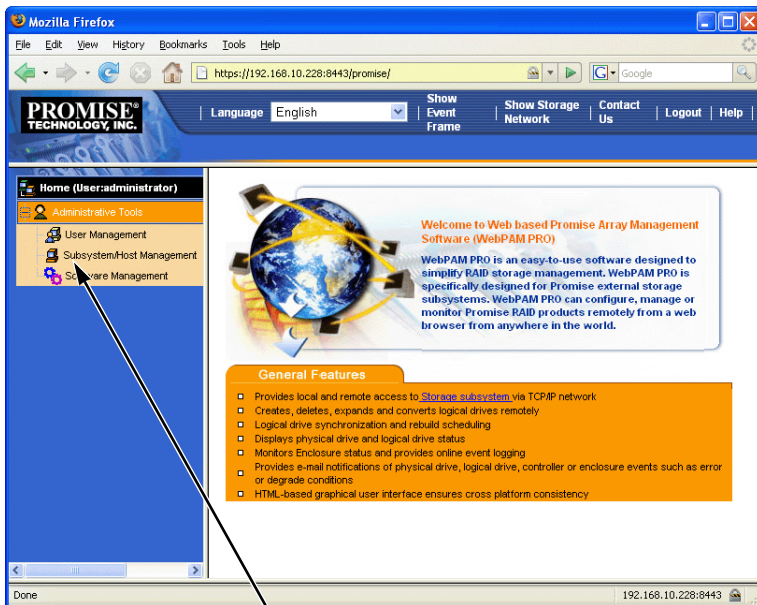 Mozilla Firefox
File Edit View History Bookmarks Tools Help
https://192.168.10.228:8443/promise/
G Google
PROMISE®
TECHNOLOGY, INC.
Language English
Show Event Frame
Show Storage Network
Contact Us
Logout
Help
Home (User:administrator)
Administrative Tools
User Management
Subsystem/Host Management
Management
Welcome to Web based Promise Array Management
Software (WebPAM PRO)
WebPAM PRO is an easy-to-use software designed to
simplify RAID storage management. WebPAM PRO is
specifically designed for Promise external storage
subsystems. WebPAM PRO can configure, manage or
monitor Promise RAID products remotely from a web
browser from anywhere in the world.
General Features
Provides local and remote access to Storage subsystem via TCP/IP network
Creates, deletes, expands and converts logical drives remotely
Logical drive synchronization and rebuild scheduling
Displays physical drive and logical drive status
Monitors Enclosure status and provides online event logging
Provides e-mail notifications of physical drive, logical drive, controller or enclosure events such as error
or degrade conditions
HTML-based graphical user interface ensures cross platform consistency
Done
192.168.10.228:8443